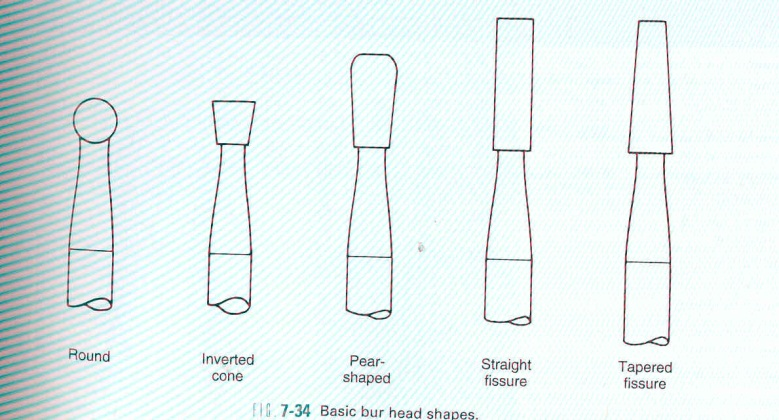 Round
Inverted
cone
Pear-
shaped
Straight
fissure
Tapered
fissure
FIG. 7-34 Basic bur head shapes.